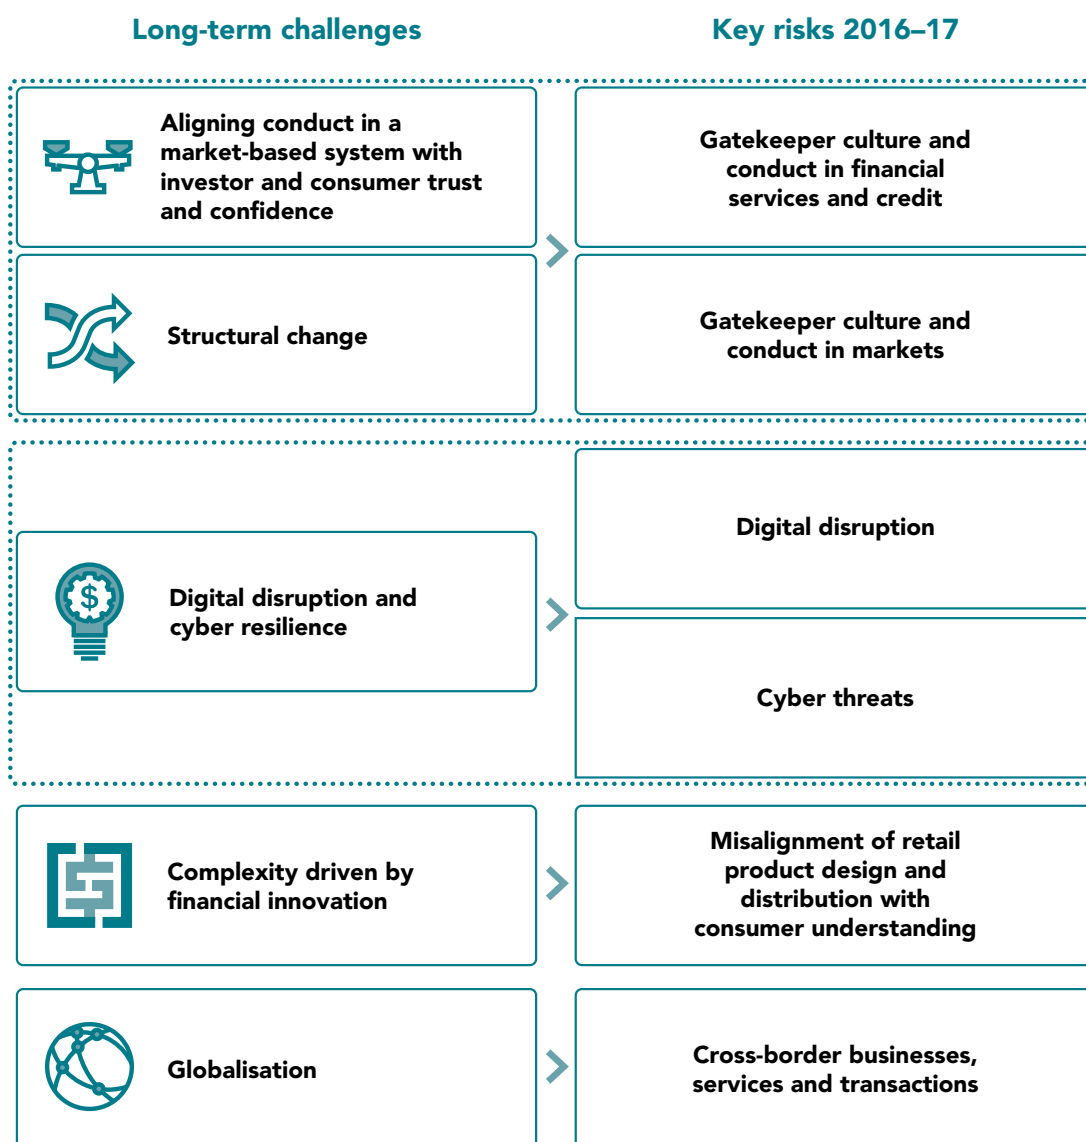 Long-term challenges
Key risks 2016–17
Aligning conduct in a
market-based system with
investor and consumer trust
and confidence
Gatekeeper culture and
conduct in financial
services and credit
Structural change
Gatekeeper culture and
conduct in markets
Digital disruption and
cyber resilience
$
Digital disruption
Cyber threats
Complexity driven by
financial innovation
Misalignment of retail
product design and
distribution with
consumer understanding
Globalisation
Cross-border businesses,
services and transactions